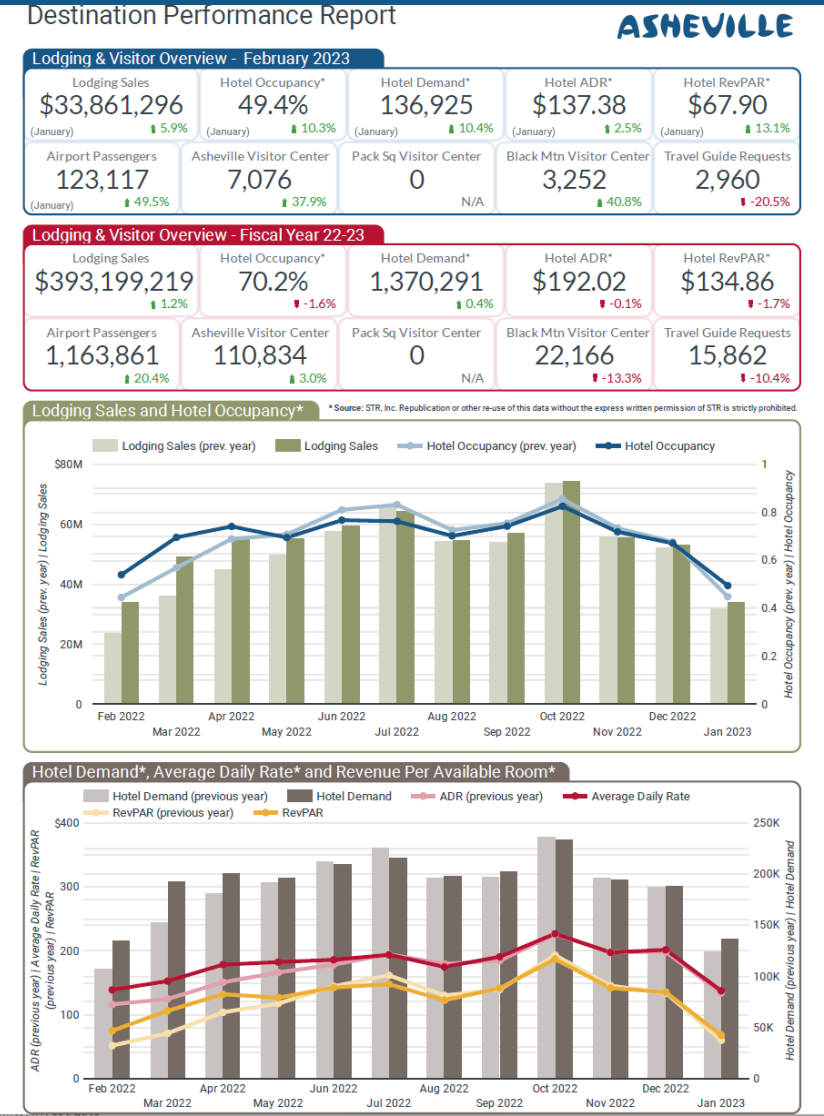 Destination Performance Report
ASHEVILLE
Lodging & Visitor Overview - February 2023
Lodging Sales
$33,861,296
(January) 5.9%
Hotel Occupancy*
49.4%
(January) 10.3%
Hotel Demand*
136,925
(January) 10.4%
Hotel ADR*
$137.38
(January) 2.5%
Hotel RevPAR*
$67.90
(January) 13.1%
Airport Passengers
123,117
(January) 49.5%
Asheville Visitor Center
7,076
37.9%
Pack Sq Visitor Center
0
N/A
Black Mtn Visitor Center
3,252
40.8%
Travel Guide Requests
2,960
-20.5%
Lodging & Visitor Overview - Fiscal Year 22-23
Lodging Sales
$393,199,219
1.2%
Hotel Occupancy*
70.2%
-1.6%
Hotel Demand*
1,370,291
0.4%
Hotel ADR*
$192.02
-0.1%
Hotel RevPAR*
$134.86
-1.7%
Airport Passengers
1,163,861
20.4%
Asheville Visitor Center
110,834
3.0%
Pack Sq Visitor Center
0
N/A
Black Mtn Visitor Center
22,166
-13.3%
Travel Guide Requests
15,862
-10.4%
Lodging Sales and Hotel Occupancy*
* Source: STR, Inc. Republication or other re-use of this data without the express written permission of STR is strictly prohibited.
Lodging Sales (prev. year) Lodging Sales Hotel Occupancy (prev. year) Hotel Occupancy
Lodging Sales (prev. year) | Lodging Sales
$80M
60M
40M
20M
0
1
0.8
0.6
0.4
0.2
0
Hotel Occupancy (prev. year) | Hotel Occupancy
Feb 2022 Apr 2022 Jun 2022 Aug 2022 Oct 2022 Dec 2022
Mar 2022 May 2022 Jul 2022 Sep 2022 Nov 2022 Jan 2023
Hotel Demand*, Average Daily Rate* and Revenue Per Available Room*
Hotel Demand (previous year) Hotel Demand ADR (previous year) Average Daily Rate
RevPAR (previous year) RevPAR
ADR (previous year) | Average Daily Rate | RevPAR
(previous year) | RevPAR
$400
300
200
100
0
250K
200K
150K
100K
50K
0
Hotel Demand (previous year) | Hotel Demand
Feb 2022 Apr 2022 Jun 2022 Aug 2022 Oct 2022 Dec 2022
Mar 2022 May 2022 Jul 2022 Sep 2022 Nov 2022 Jan 2023